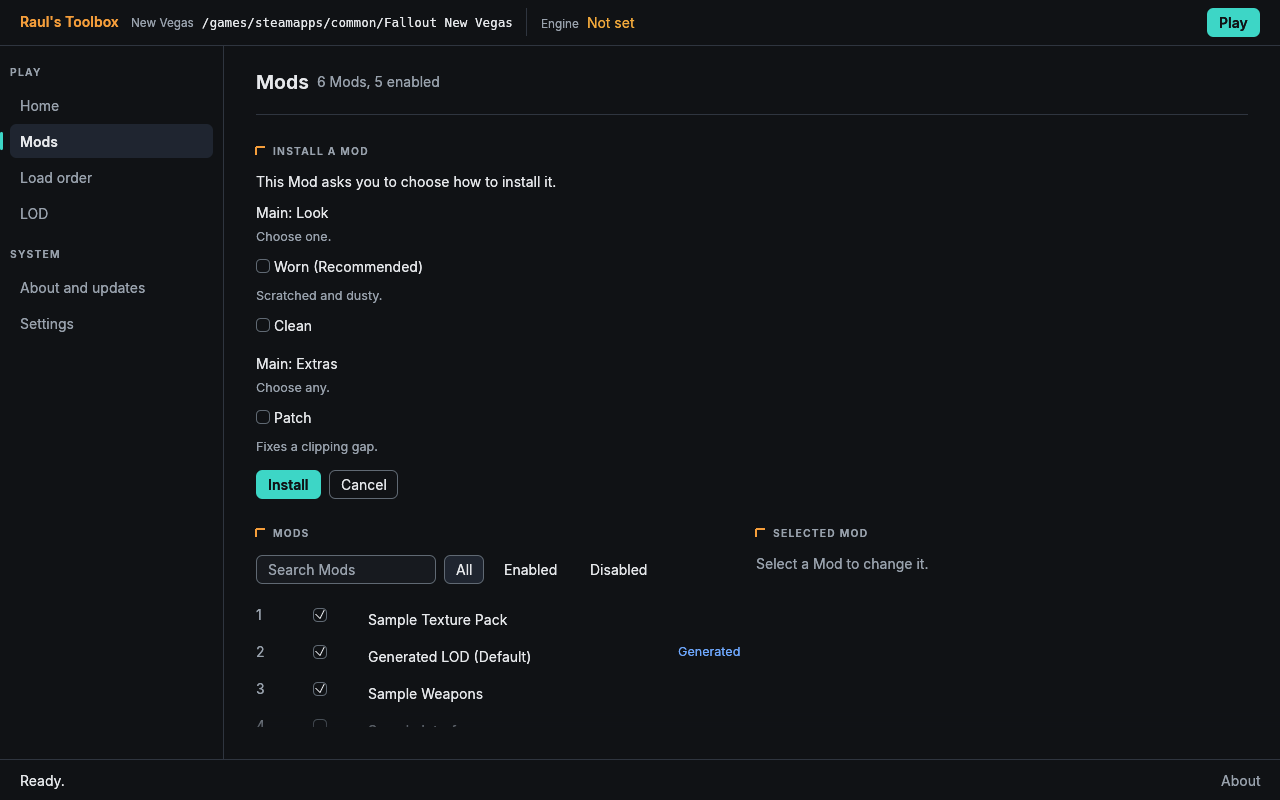 Raul's Toolbox New Vegas /games/steamapps/common/Fallout New Vegas Engine Not set Play
PLAY
Home
Mods
Load order
LOD
SYSTEM
About and updates
Settings
Mods 6 Mods, 5 enabled
INSTALL A MOD
This Mod asks you to choose how to install it.
Main: Look
Choose one.
Worn (Recommended)
Scratched and dusty.
Clean
Main: Extras
Choose any.
Patch
Fixes a clipping gap.
Install Cancel
MODS
Search Mods All Enabled Disabled
1 Sample Texture Pack
2 Generated LOD (Default) Generated
3 Sample Weapons
4
SELECTED MOD
Select a Mod to change it.
Ready. About